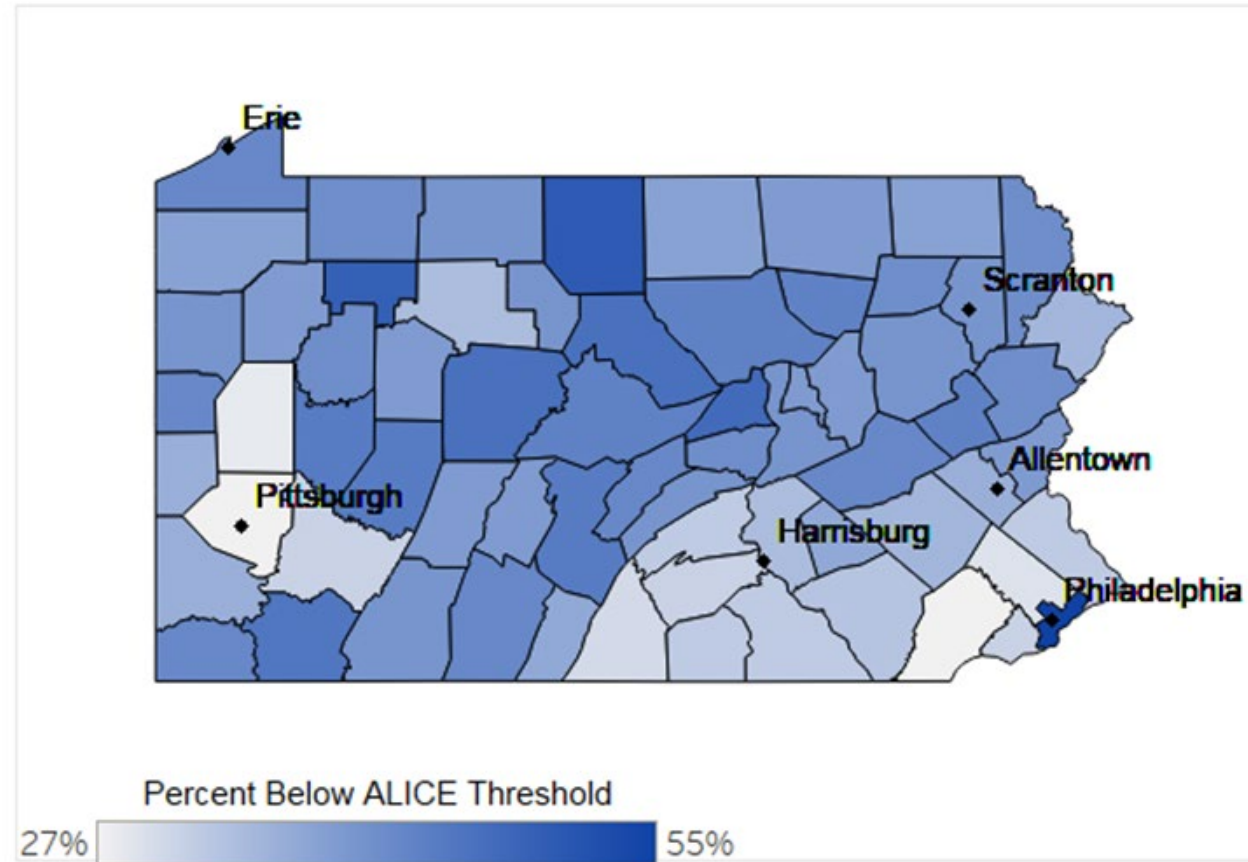 Erie
Scranton
Allentown
Pittsburgh
Harrisburg
Philadelphia
Percent Below ALICE Threshold
27% 55%